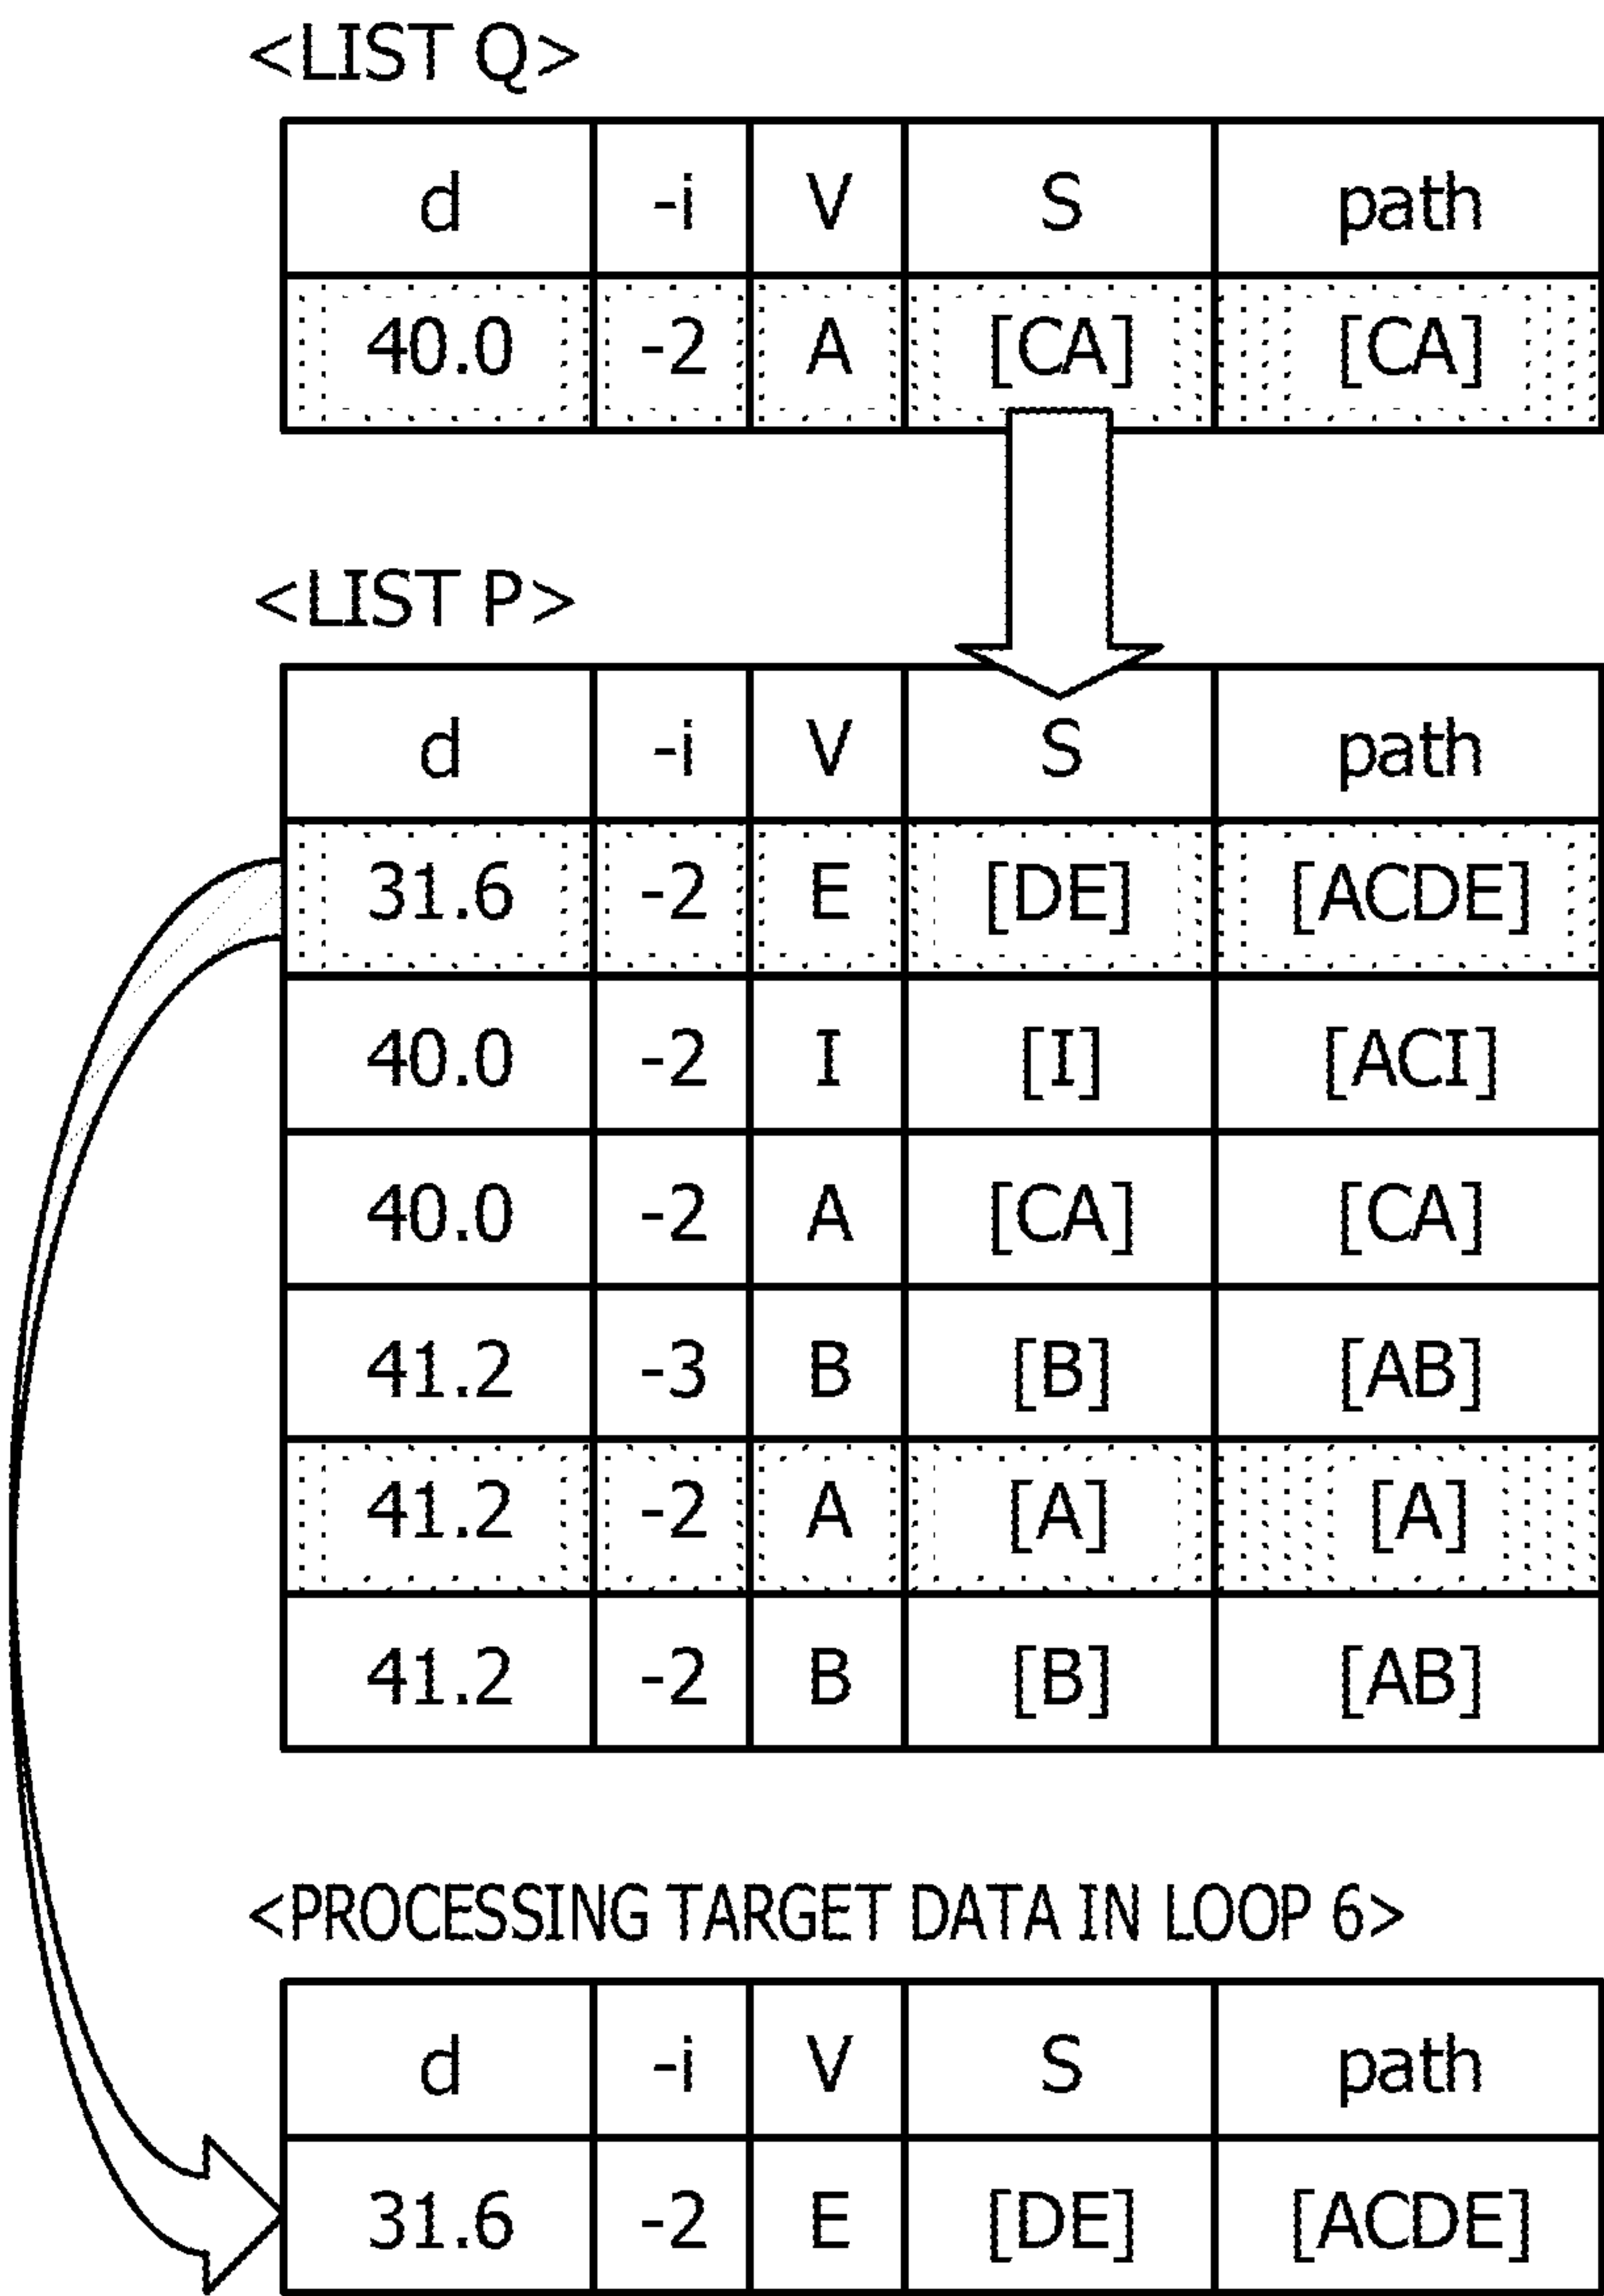 <LIST Q>
d -i V S path
40.0 -2 A [CA] [CA]
<LIST P>
d -i V S path
31.6 -2 E [DE] [ACDE]
40.0 -2 I [I] [ACI]
40.0 -2 A [CA] [CA]
41.2 -3 B [B] [AB]
41.2 -2 A [A] [A]
41.2 -2 B [B] [AB]
<PROCESSING TARGET DATA IN LOOP 6>
d -i V S path
31.6 -2 E [DE] [ACDE]